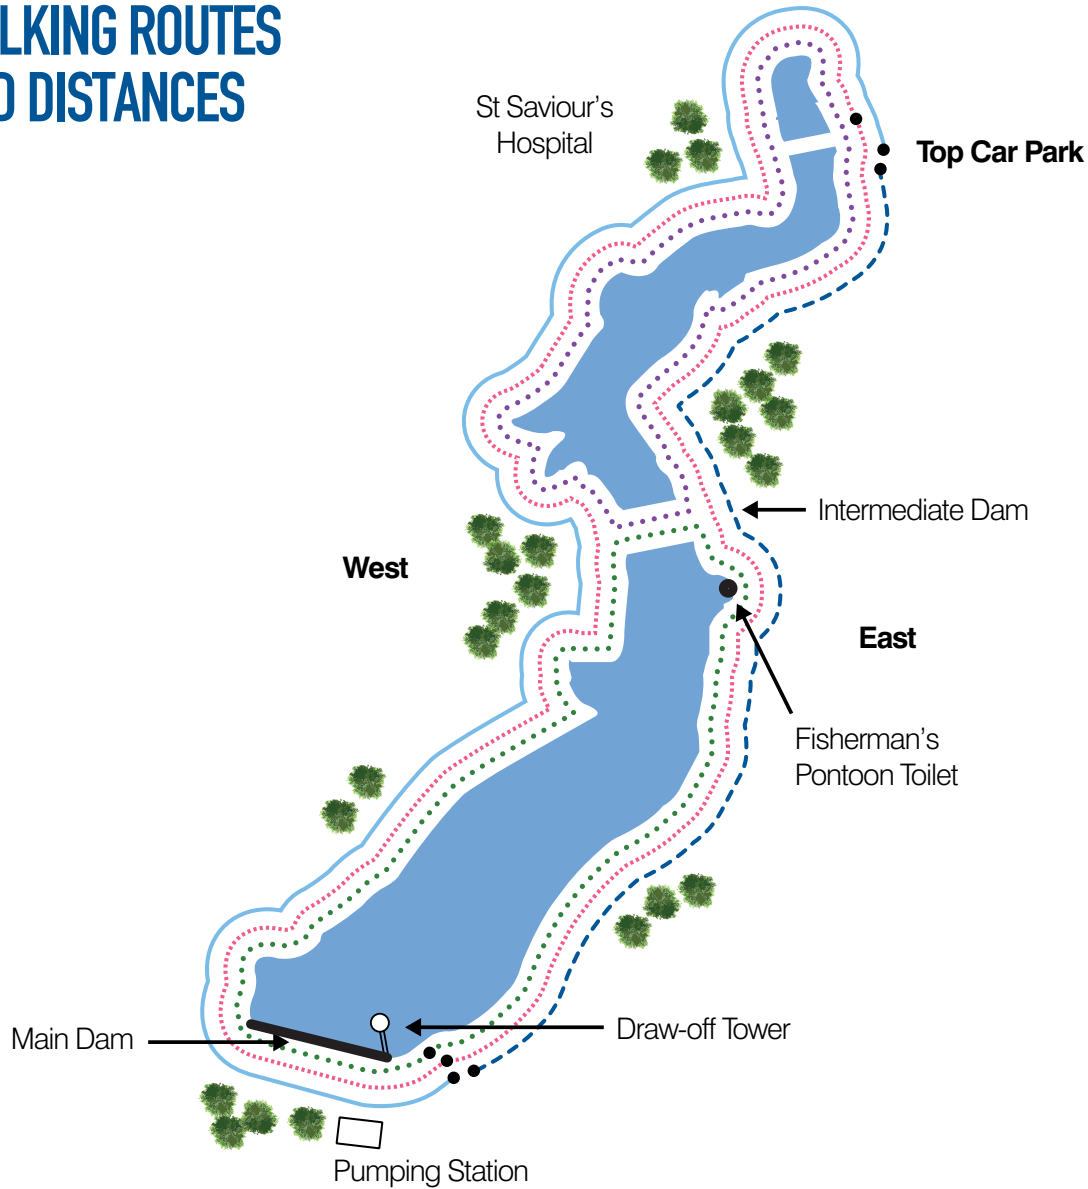 LKING ROUTES
D DISTANCES
St Saviour's
Hospital
Top Car Park
Intermediate Dam
West
East
Fisherman's
Pontoon Toilet
Main Dam
Draw-off Tower
Pumping Station